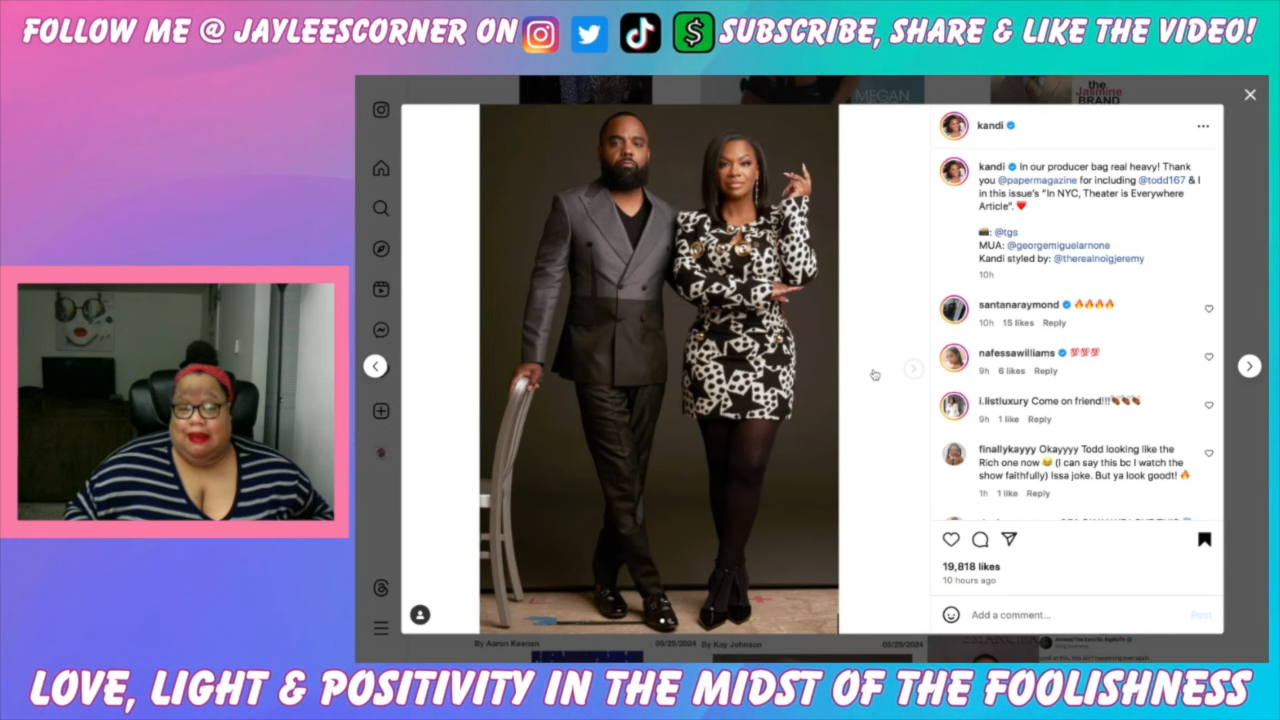 FOLLOW ME @ JAYLEESCORNER ON
SUBSCRIBE, SHARE & LIKE THE VIDEO!
MEGAN
the
Jasmine
BRAND
kandi
kandi In our producer bag real heavy! Thank
you @papermagazine for including @todd167 & I
in this issue's "In NYC, Theater is Everywhere
Article". ❤️
📸: @tgs
MUA: @georgemiguelarnone
Kandi styled by: @therealnoigjeremy
10h
santanaraymond 🔥🔥🔥🔥
10h 15 likes Reply
nafessawilliams 💯💯💯
9h 6 likes Reply
i.listluxury Come on friend!!!👏🏾👏🏾👏🏾
9h 1 like Reply
finallykayyy Okayyyy Todd looking like the
Rich one now 😂 (I can say this bc I watch the
show faithfully) Issa joke. But ya look goodt! 🔥
1h 1 like Reply
19,818 likes
10 hours ago
Add a comment...
Post
By Aaron Keenan 03/25/2024 By Kay Johnson 03/25/2024
LOVE, LIGHT & POSITIVITY IN THE MIDST OF THE FOOLISHNESS